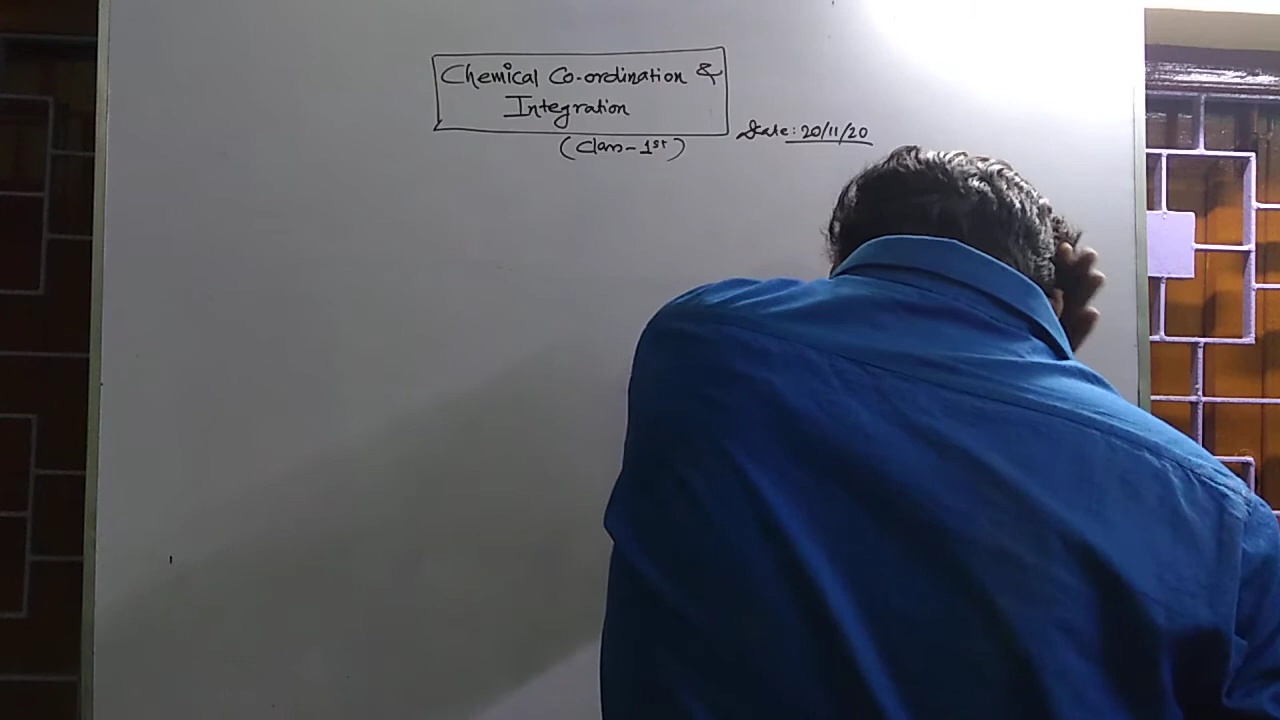 Chemical Co-ordination &
Integration
(Class-1st)
Date: 20/11/20